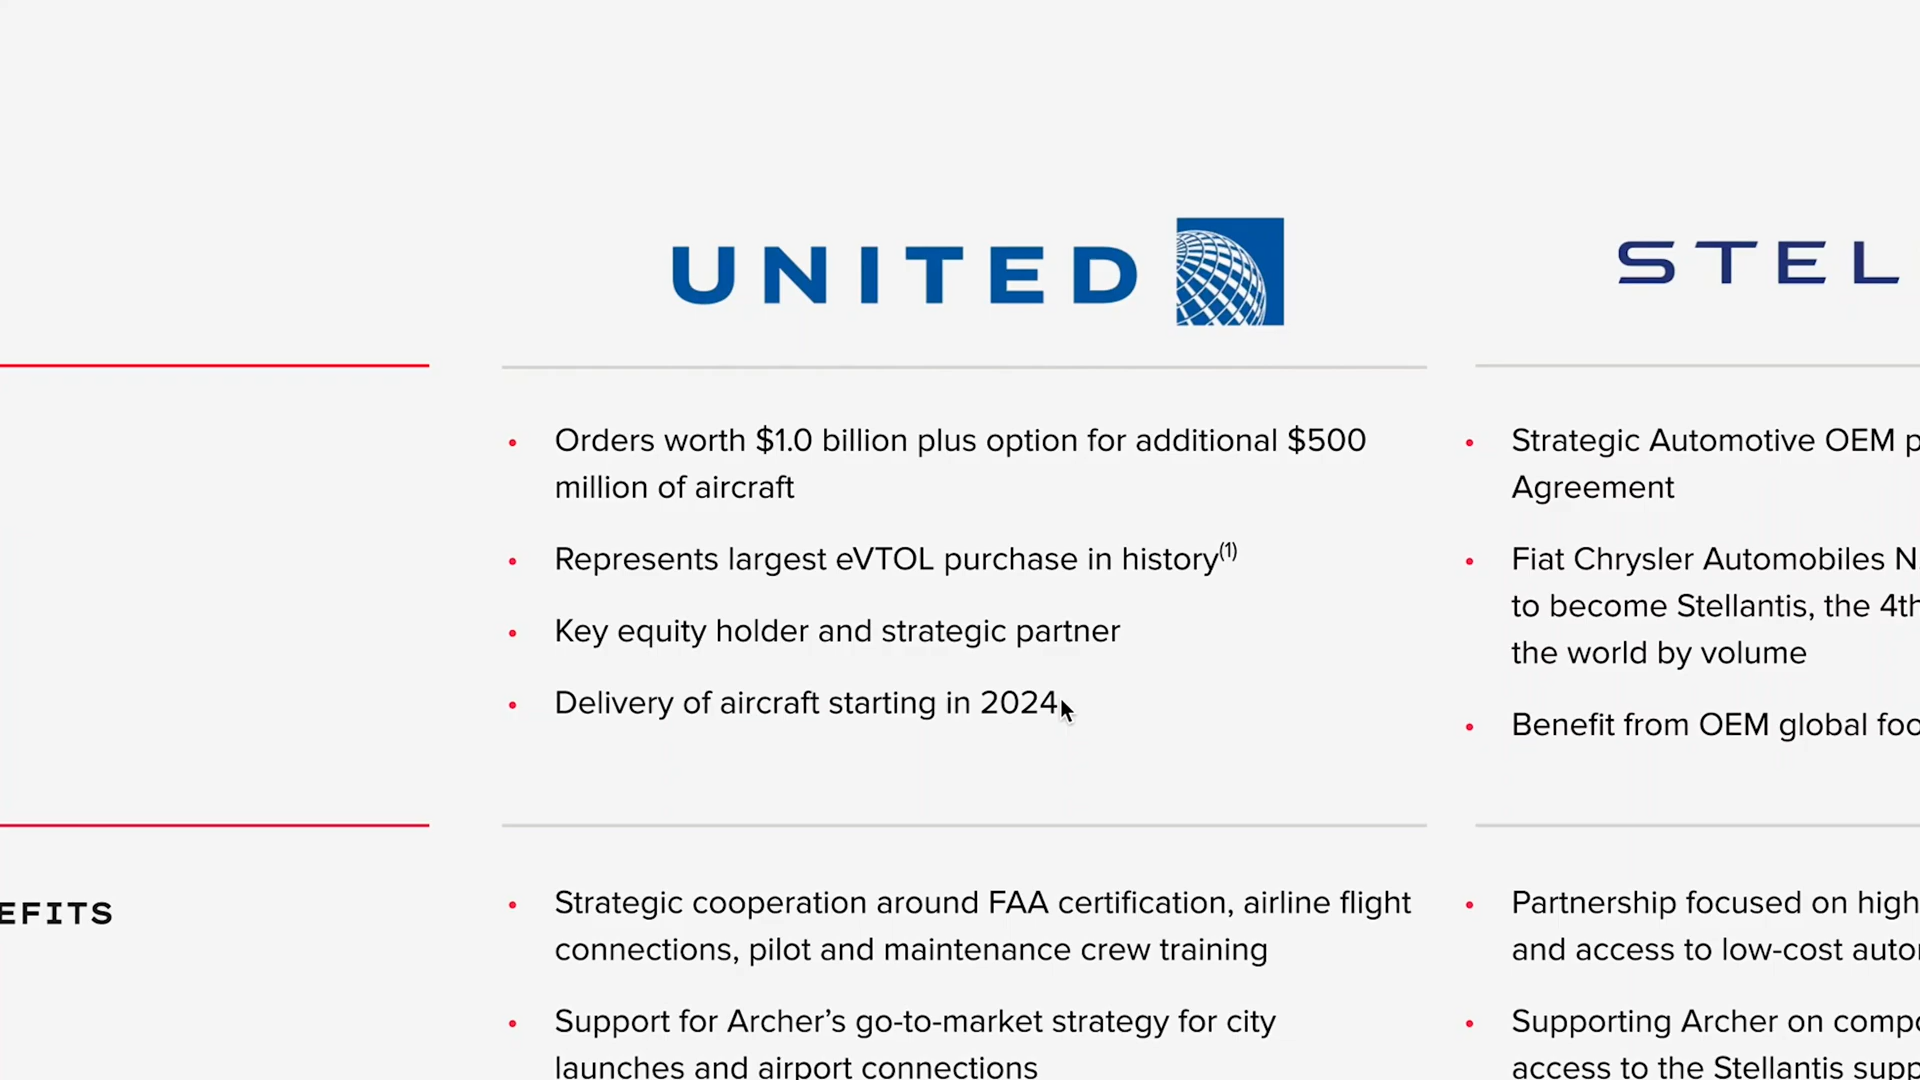 UNITED
STEL
Orders worth $1.0 billion plus option for additional $500
million of aircraft
Represents largest eVTOL purchase in history(1)
Key equity holder and strategic partner
Delivery of aircraft starting in 2024
Strategic Automotive OEM p
Agreement
Fiat Chrysler Automobiles N
to become Stellantis, the 4th
the world by volume
Benefit from OEM global foo
EFITS
Strategic cooperation around FAA certification, airline flight
connections, pilot and maintenance crew training
Support for Archer’s go-to-market strategy for city
launches and airport connections
Partnership focused on high
and access to low-cost auto
Supporting Archer on comp
access to the Stellantis supp